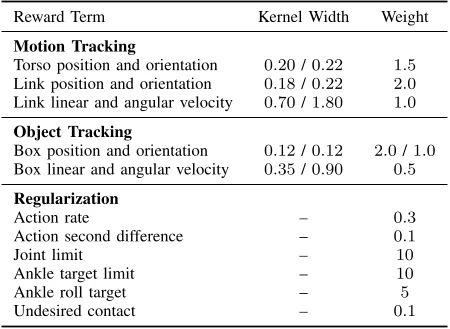 Reward Term Kernel Width Weight
Motion Tracking
Torso position and orientation 0.20 / 0.22 1.5
Link position and orientation 0.18 / 0.22 2.0
Link linear and angular velocity 0.70 / 1.80 1.0
Object Tracking
Box position and orientation 0.12 / 0.12 2.0 / 1.0
Box linear and angular velocity 0.35 / 0.90 0.5
Regularization
Action rate – 0.3
Action second difference – 0.1
Joint limit – 10
Ankle target limit – 10
Ankle roll target – 5
Undesired contact – 0.1